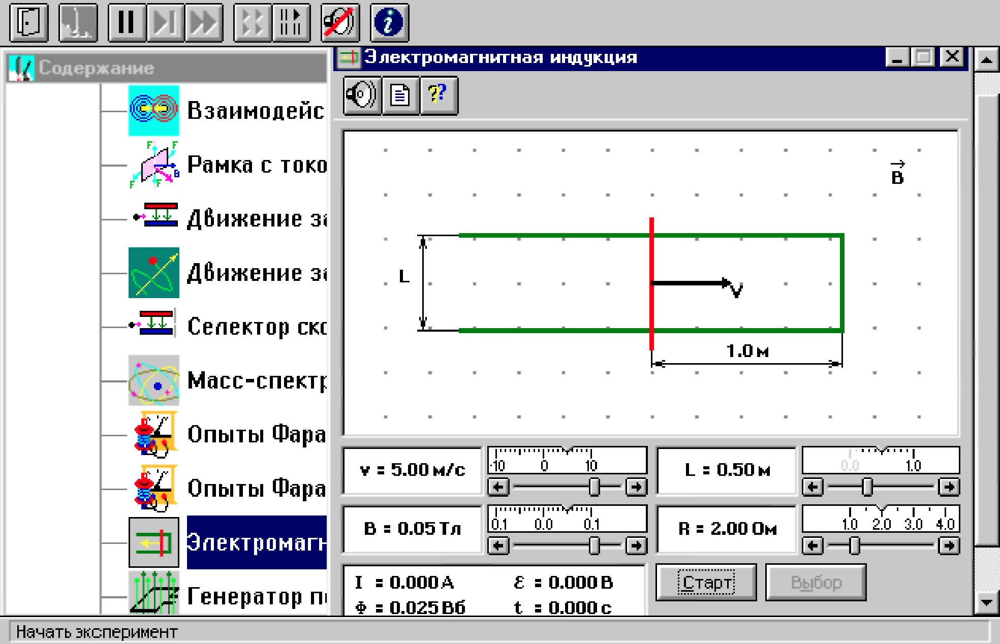 Содержание
Взаимодейс
Рамка с токо
Движение за
Движение за
Селектор ско
Масс-спектр
Опыты Фара
Опыты Фара
Электромагн
Генератор п
Электромагнитная индукция
??
B
L
V
1.0 м
v = 5.00 м/с
-10 0 10
L = 0.50 м
0.0 1.0
B = 0.05 Тл
0.1 0.0 0.1
R = 2.00 Ом
1.0 2.0 3.0 4.0
I = 0.000 А
ℰ = 0.000 В
Φ = 0.025 Вб
t = 0.000 с
Старт
Выбор
Начать эксперимент